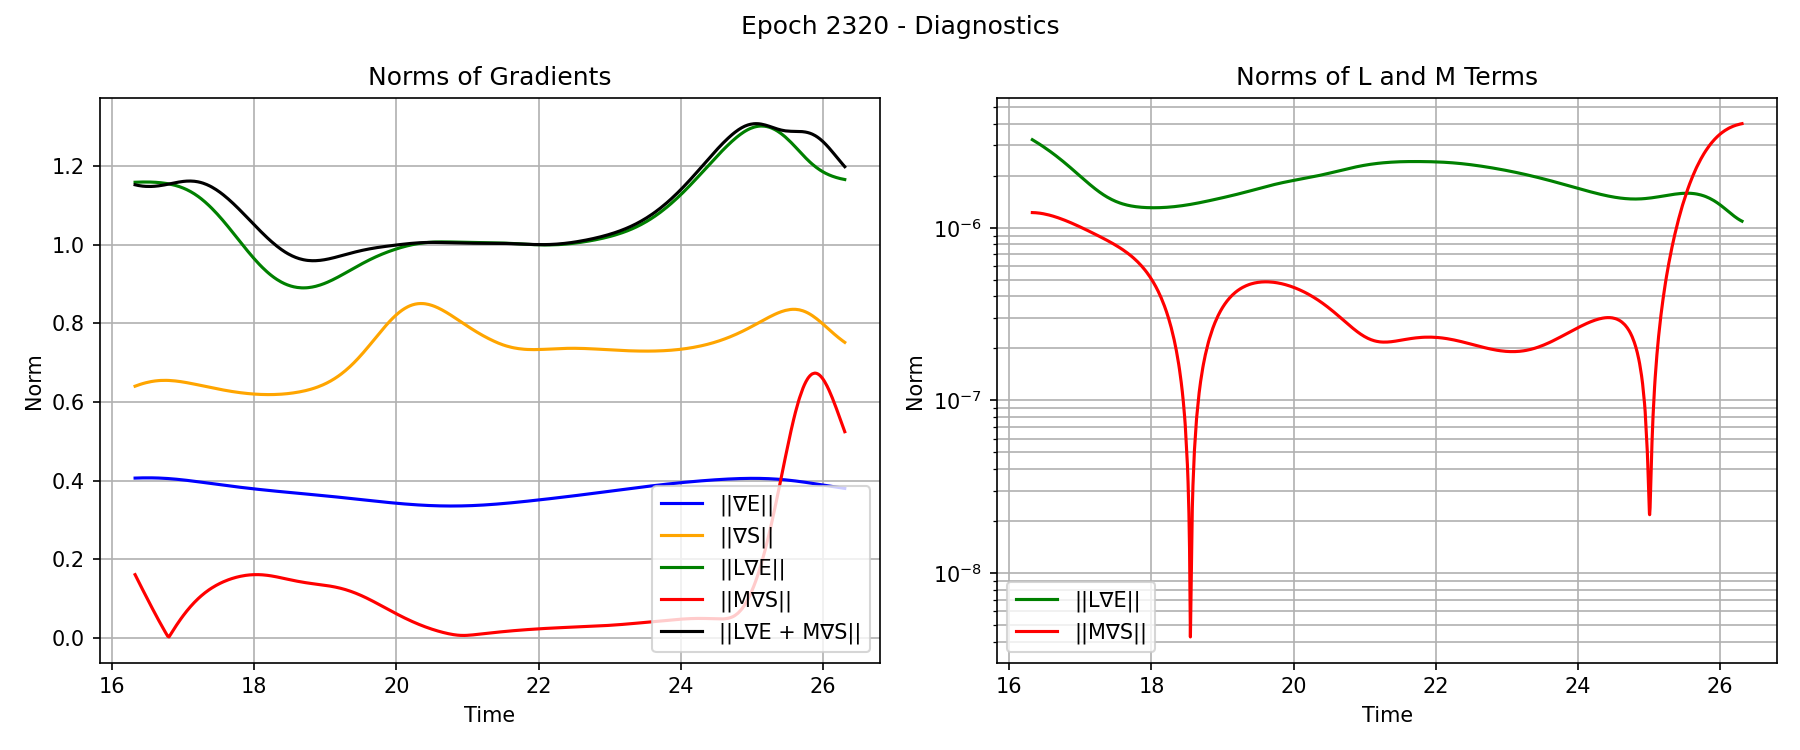 Epoch 2320 - Diagnostics
Norms of Gradients
Norm
1.2
1.0
0.8
0.6
0.4
0.2
0.0
16 18 20 22 24 26
Time
||∇E||
||∇S||
||L∇E||
||M∇S||
||L∇E + M∇S||
Norms of L and M Terms
Norm
10⁻⁶
10⁻⁷
10⁻⁸
16 18 20 22 24 26
Time
||L∇E||
||M∇S||